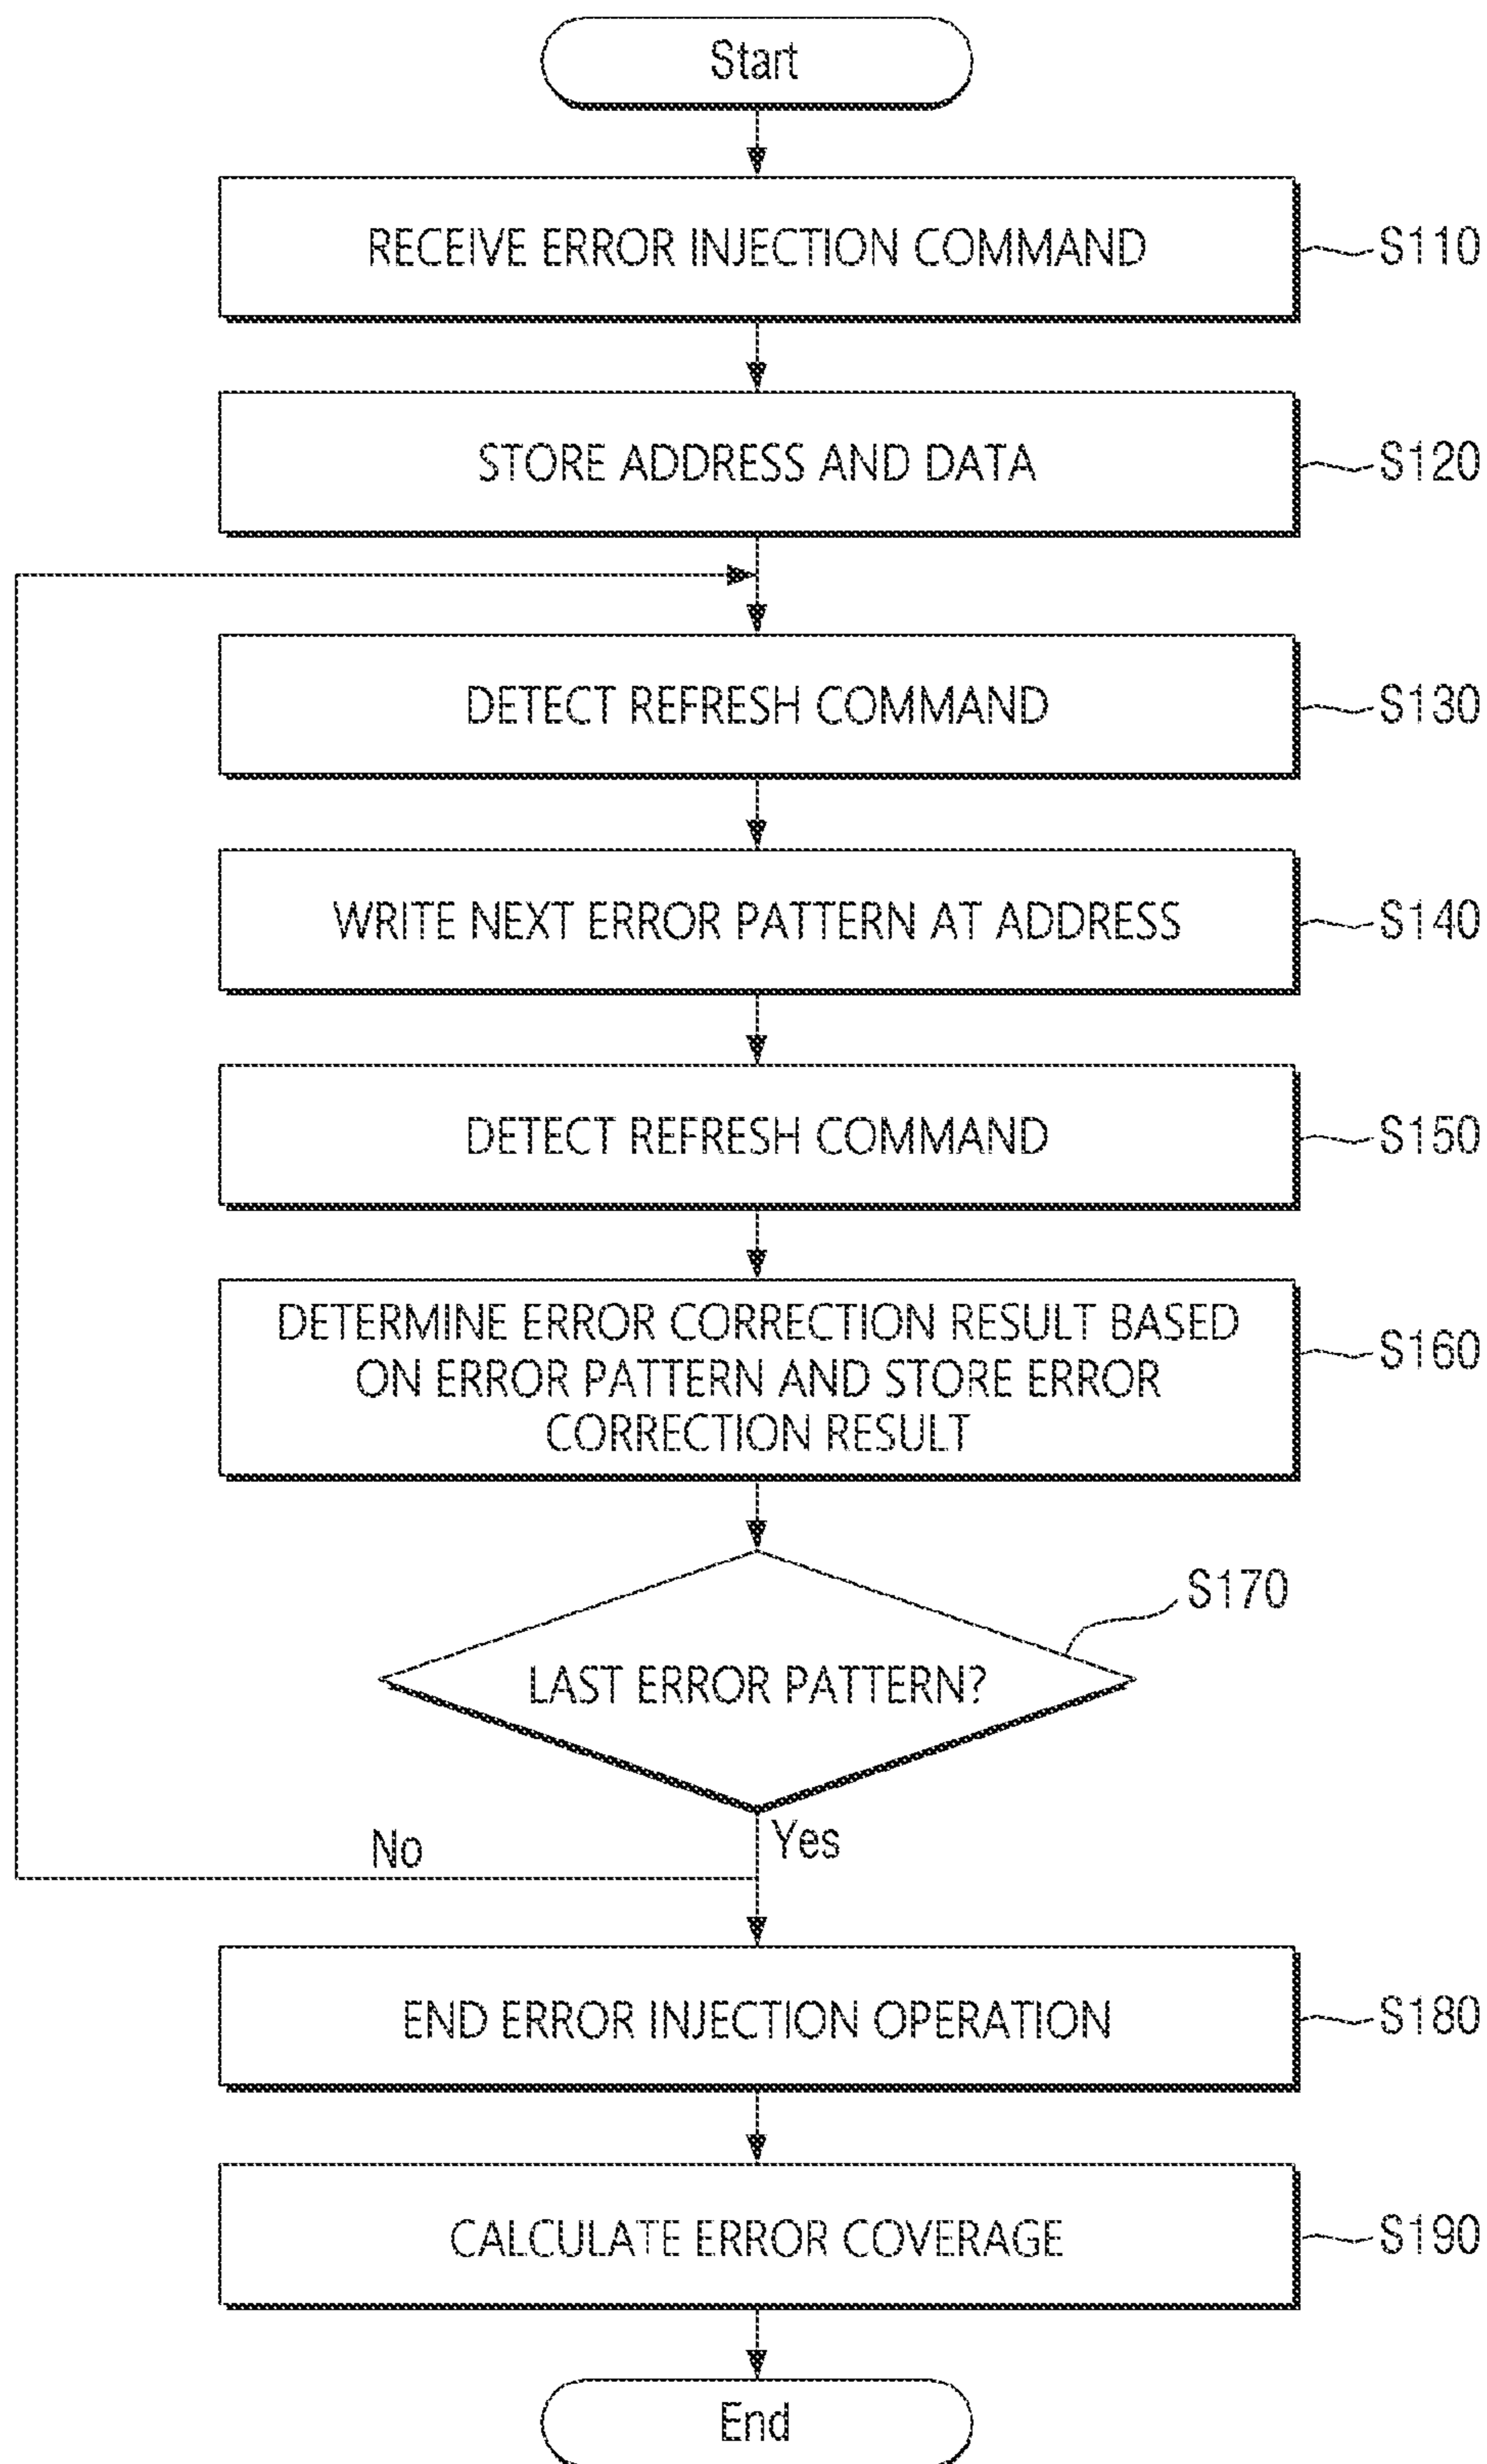 Start
RECEIVE ERROR INJECTION COMMAND
S110
STORE ADDRESS AND DATA
S120
DETECT REFRESH COMMAND
S130
WRITE NEXT ERROR PATTERN AT ADDRESS
S140
DETECT REFRESH COMMAND
S150
DETERMINE ERROR CORRECTION RESULT BASED
ON ERROR PATTERN AND STORE ERROR
CORRECTION RESULT
S160
S170
LAST ERROR PATTERN?
No
Yes
END ERROR INJECTION OPERATION
S180
CALCULATE ERROR COVERAGE
S190
End